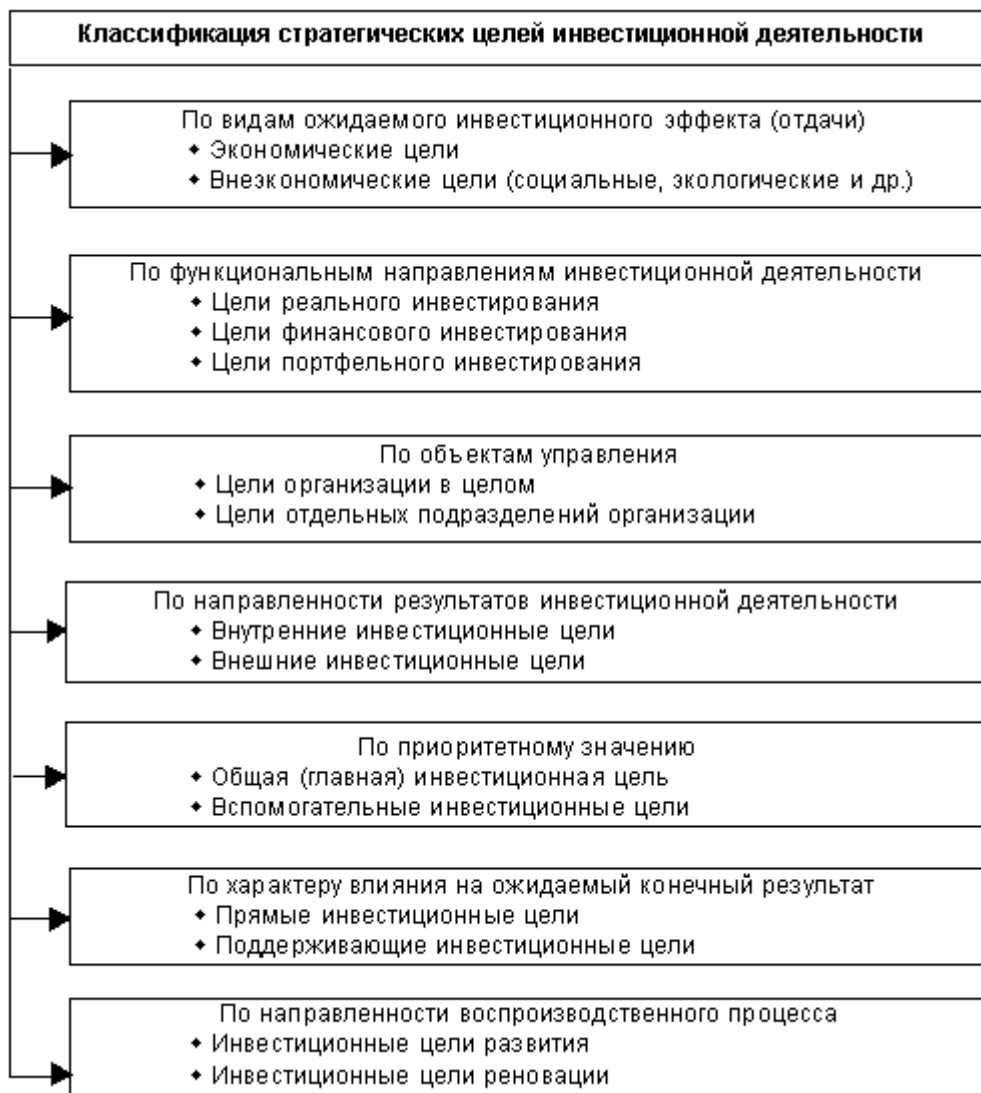 Классификация стратегических целей инвестиционной деятельности
По видам ожидаемого инвестиционного эффекта (отдачи)
◆ Экономические цели
◆ Внеэкономические цели (социальные, экологические и др.)
По функциональным направлениям инвестиционной деятельности
◆ Цели реального инвестирования
◆ Цели финансового инвестирования
◆ Цели портфельного инвестирования
По объектам управления
◆ Цели организации в целом
◆ Цели отдельных подразделений организации
По направленности результатов инвестиционной деятельности
◆ Внутренние инвестиционные цели
◆ Внешние инвестиционные цели
По приоритетному значению
◆ Общая (главная) инвестиционная цель
◆ Вспомогательные инвестиционные цели
По характеру влияния на ожидаемый конечный результат
◆ Прямые инвестиционные цели
◆ Поддерживающие инвестиционные цели
По направленности воспроизводственного процесса
◆ Инвестиционные цели развития
◆ Инвестиционные цели реновации